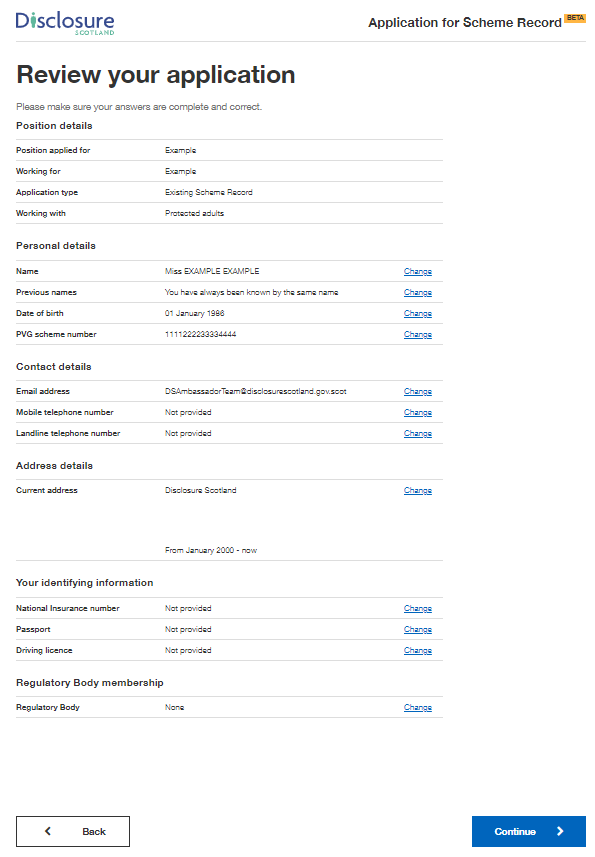 Disclosure
SCOTLAND
Application for Scheme Record BETA
Review your application
Please make sure your answers are complete and correct.
Position details
Position applied for Example
Working for Example
Application type Existing Scheme Record
Working with Protected adults
Personal details
Name Miss EXAMPLE EXAMPLE Change
Previous names You have always been known by the same name Change
Date of birth 01 January 1986 Change
PVG scheme number 1111222233334444 Change
Contact details
Email address DSAmbassadorTeam@disclosurescotland.gov.scot Change
Mobile telephone number Not provided Change
Landline telephone number Not provided Change
Address details
Current address Disclosure Scotland Change
From January 2000 - now
Your identifying information
National Insurance number Not provided Change
Passport Not provided Change
Driving licence Not provided Change
Regulatory Body membership
Regulatory Body None Change
Back Continue